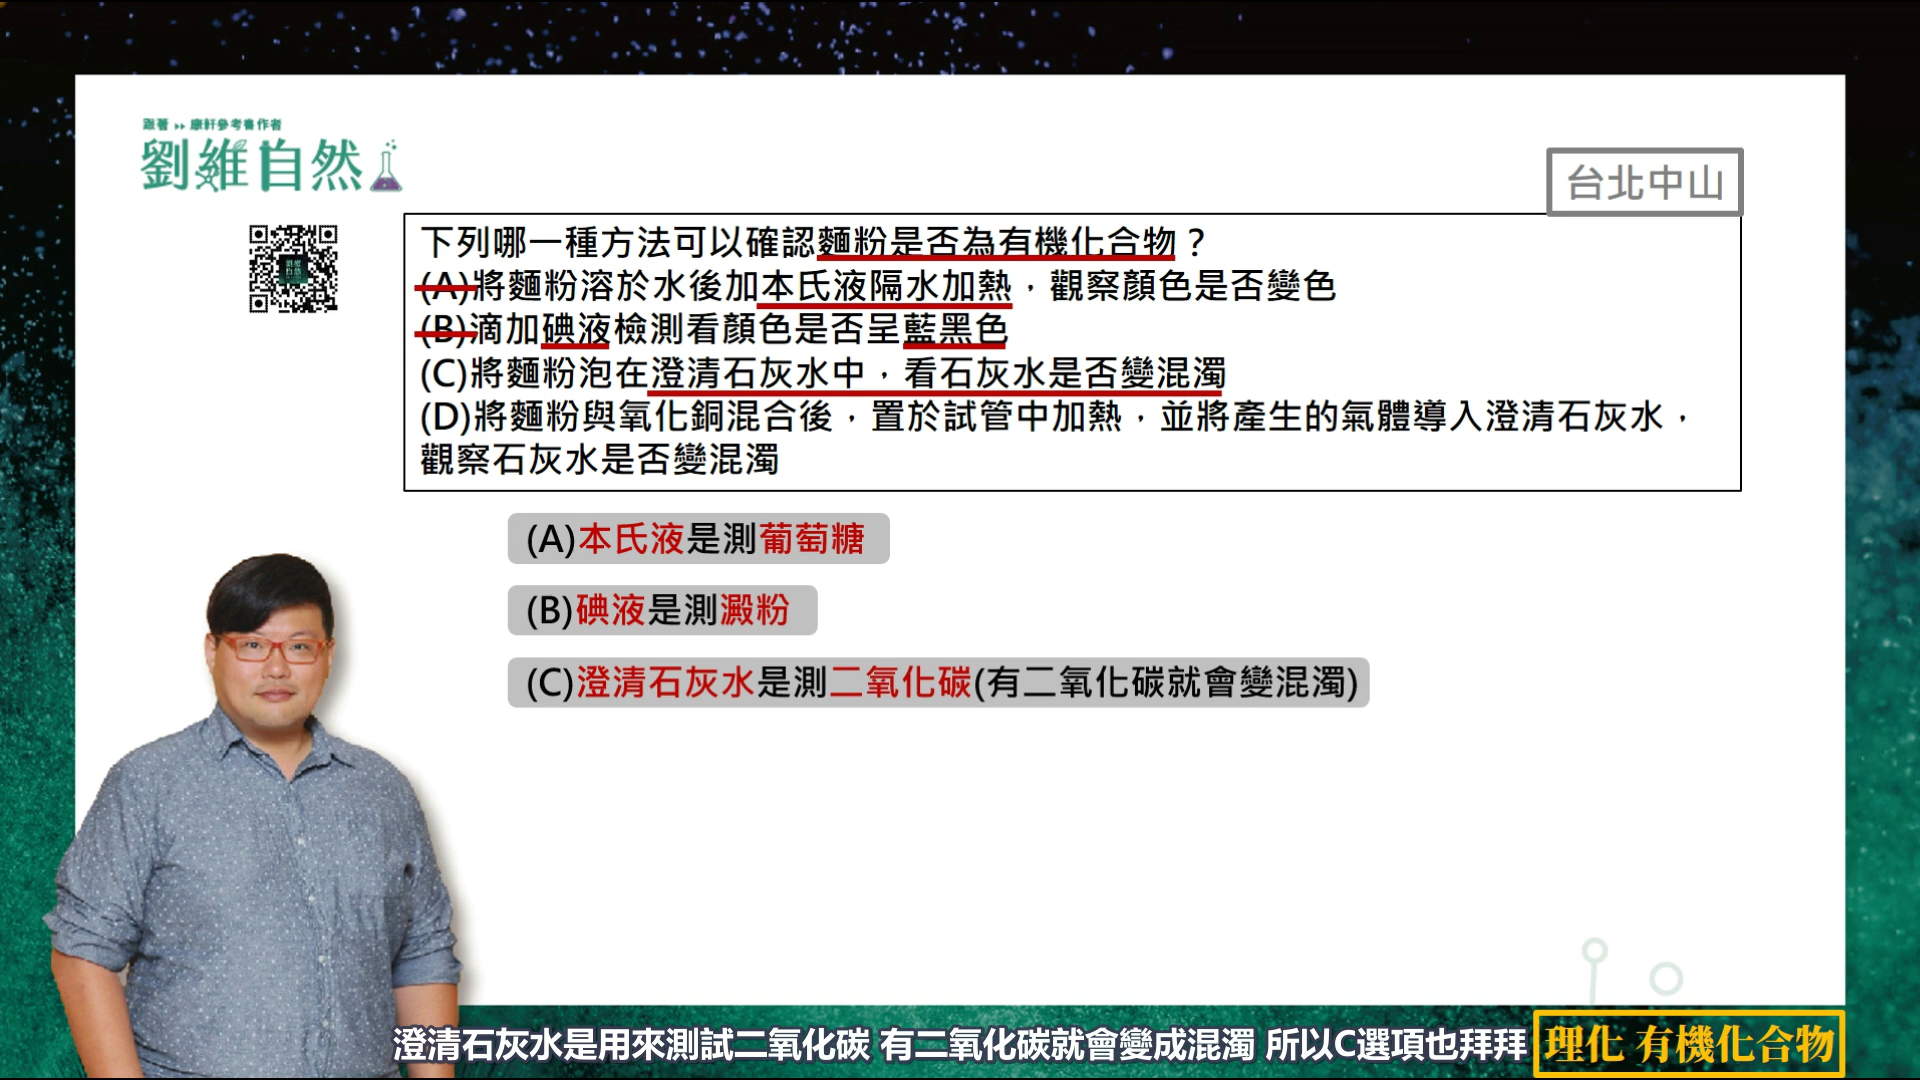 跟著 ▸▸ 康軒參考書作者
劉維自然
台北中山
下列哪一種方法可以確認麵粉是否為有機化合物？
(A)將麵粉溶於水後加本氏液隔水加熱，觀察顏色是否變色
(B)滴加碘液檢測看顏色是否呈藍黑色
(C)將麵粉泡在澄清石灰水中，看石灰水是否變混濁
(D)將麵粉與氧化銅混合後，置於試管中加熱，並將產生的氣體導入澄清石灰水，
觀察石灰水是否變混濁
(A)本氏液是測葡萄糖
(B)碘液是測澱粉
(C)澄清石灰水是測二氧化碳(有二氧化碳就會變混濁)
澄清石灰水是用來測試二氧化碳 有二氧化碳就會變成混濁 所以C選項也拜拜
理化 有機化合物